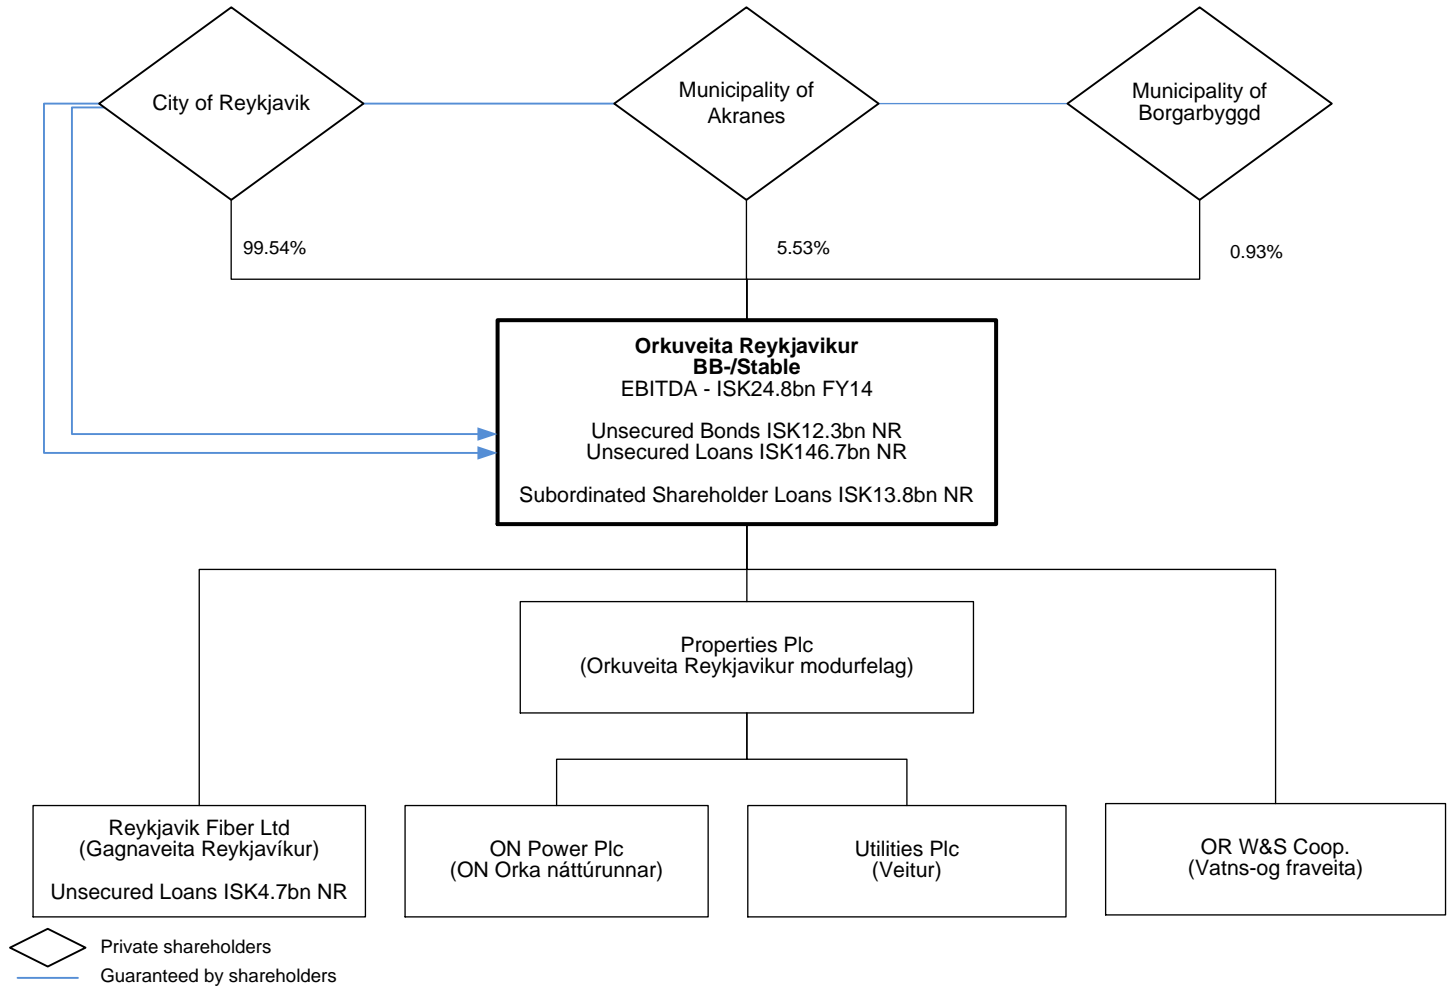 City of Reykjavik
Municipality of
Akranes
Municipality of
Borgarbyggd
99.54%
5.53%
0.93%
Orkuveita Reykjavikur
BB-/Stable
EBITDA - ISK24.8bn FY14
Unsecured Bonds ISK12.3bn NR
Unsecured Loans ISK146.7bn NR
Subordinated Shareholder Loans ISK13.8bn NR
Properties Plc
(Orkuveita Reykjavikur modurfelag)
Reykjavik Fiber Ltd
(Gagnaveita Reykjavíkur)
Unsecured Loans ISK4.7bn NR
ON Power Plc
(ON Orka náttúrunnar)
Utilities Plc
(Veitur)
OR W&S Coop.
(Vatns-og fraveita)
Private shareholders
Guaranteed by shareholders